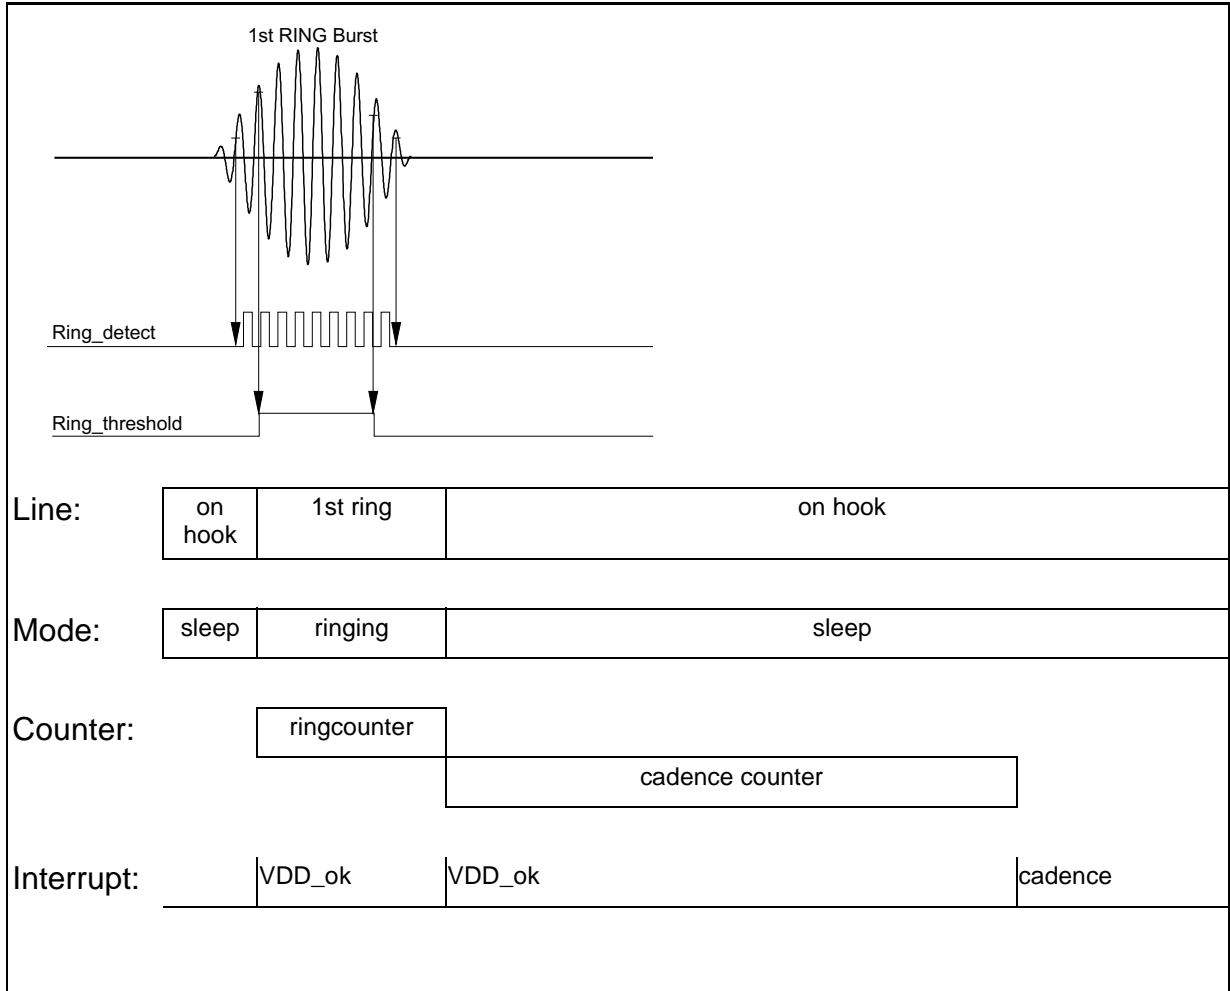 1st RING Burst
Ring_detect
Ring_threshold
Line:
on
hook
1st ring
on hook
Mode:
sleep
ringing
sleep
Counter:
ringcounter
cadence counter
Interrupt:
VDD_ok
VDD_ok
cadence